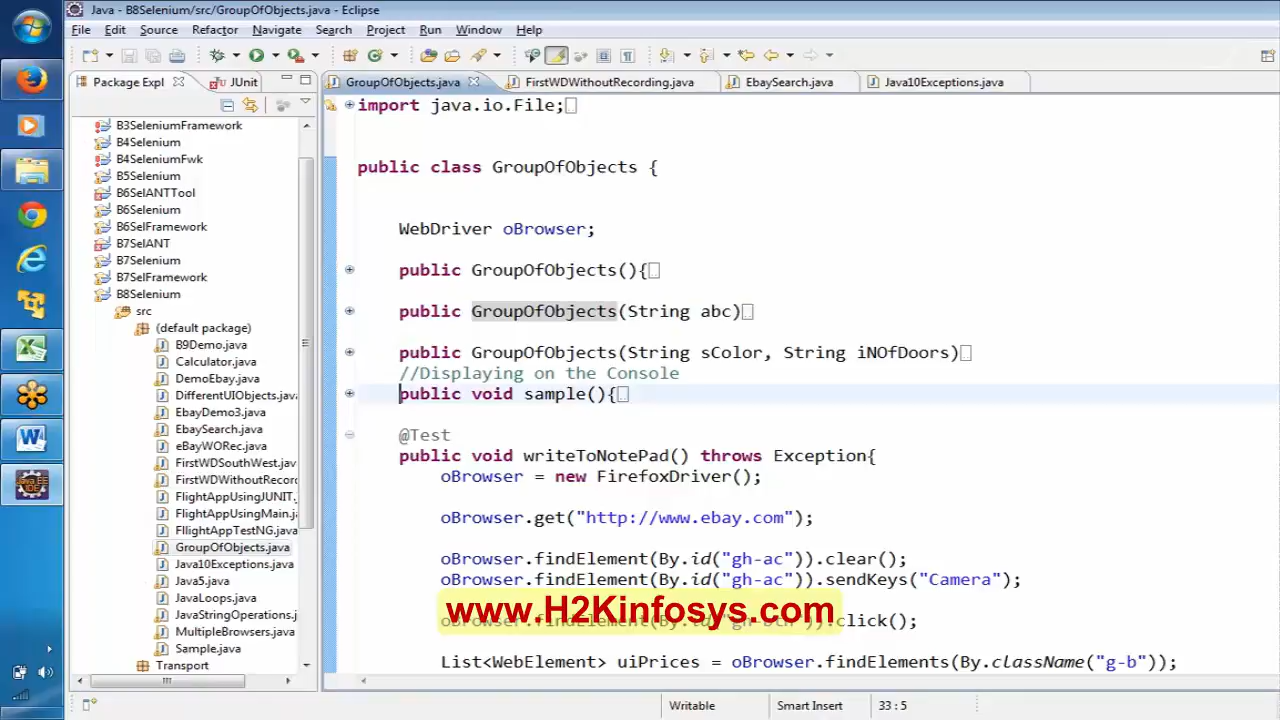 Java - B8Selenium/src/GroupOfObjects.java - Eclipse
File Edit Source Refactor Navigate Search Project Run Window Help
Package Expl JUnit
GroupOfObjects.java FirstWDWithoutRecording.java EbaySearch.java Java10Exceptions.java
B3SeleniumFramework
B4Selenium
B4SeleniumFwk
B5Selenium
B6SelANTTool
B6Selenium
B6SelFramework
B7SelANT
B7Selenium
B7SelFramework
B8Selenium
src
(default package)
B9Demo.java
Calculator.java
DemoEbay.java
DifferentUIObjects.java
EbayDemo3.java
EbaySearch.java
eBayWORec.java
FirstWDSouthWest.jav
FirstWDWithoutRecord
FlightAppUsingJUNIT.
FlightAppUsingMain.ja
FllightAppTestNG.java
GroupOfObjects.java
Java10Exceptions.java
Java5.java
JavaLoops.java
JavaStringOperations.j
MultipleBrowsers.java
Sample.java
Transport
import java.io.File;
public class GroupOfObjects {
WebDriver oBrowser;
public GroupOfObjects(){
public GroupOfObjects(String abc)
public GroupOfObjects(String sColor, String iNOfDoors)
//Displaying on the Console
public void sample(){
@Test
public void writeToNotePad() throws Exception{
oBrowser = new FirefoxDriver();
oBrowser.get("http://www.ebay.com");
oBrowser.findElement(By.id("gh-ac")).clear();
oBrowser.findElement(By.id("gh-ac")).sendKeys("Camera");
www.H2Kinfosys.com
oBrowser.findElement(By.id("gh-btn")).click();
List<WebElement> uiPrices = oBrowser.findElements(By.className("g-b"));
Writable Smart Insert 33 : 5